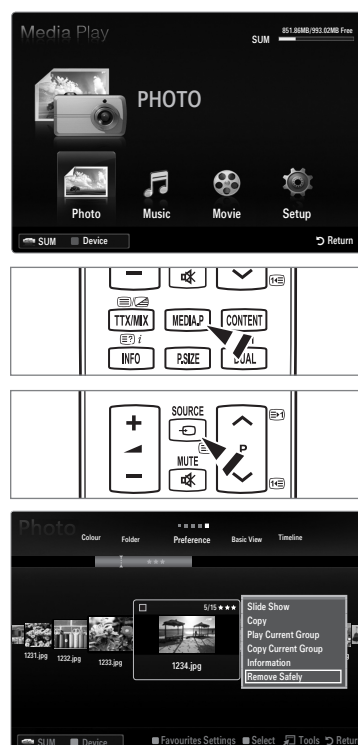 Media Play
851.86MB/993.02MB Free
SUM
PHOTO
Photo Music Movie Setup
SUM Device Return
TTX/MIX MEDIA.P CONTENT
INFO P.SIZE DUAL
SOURCE
P
MUTE
Photo
Colour Folder Preference Basic View Timeline
5/15 ★★★
Slide Show
Copy
Play Current Group
Copy Current Group
Information
Remove Safely
1231.jpg 1232.jpg 1233.jpg 1234.jpg
SUM Device Favourites Settings Select Tools Return